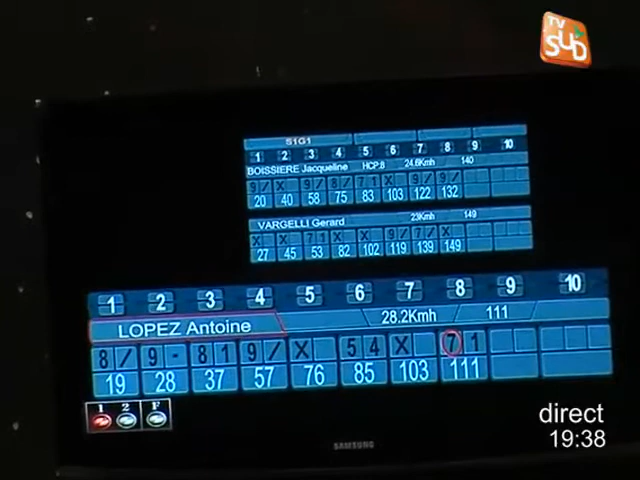 TV
SUD
S1G1
1 2 3 4 5 6 7 8 9 10
BOISSIERE Jacqueline HCP.8 24.6Kmh 140
9 / X 9 / 8 / 7 1 X 9 / 9 /
20 40 58 75 83 103 122 132
VARGELLI Gerard 23Kmh 149
X X 7 1 X X 9 / 7 / X
27 45 53 82 102 119 139 149
1 2 3 4 5 6 7 8 9 10
LOPEZ Antoine 28.2Kmh 111
8 / 9 - 8 1 9 / X 5 4 X 7 1
19 28 37 57 76 85 103 111
1 2 F
SAMSUNG
direct
19:38